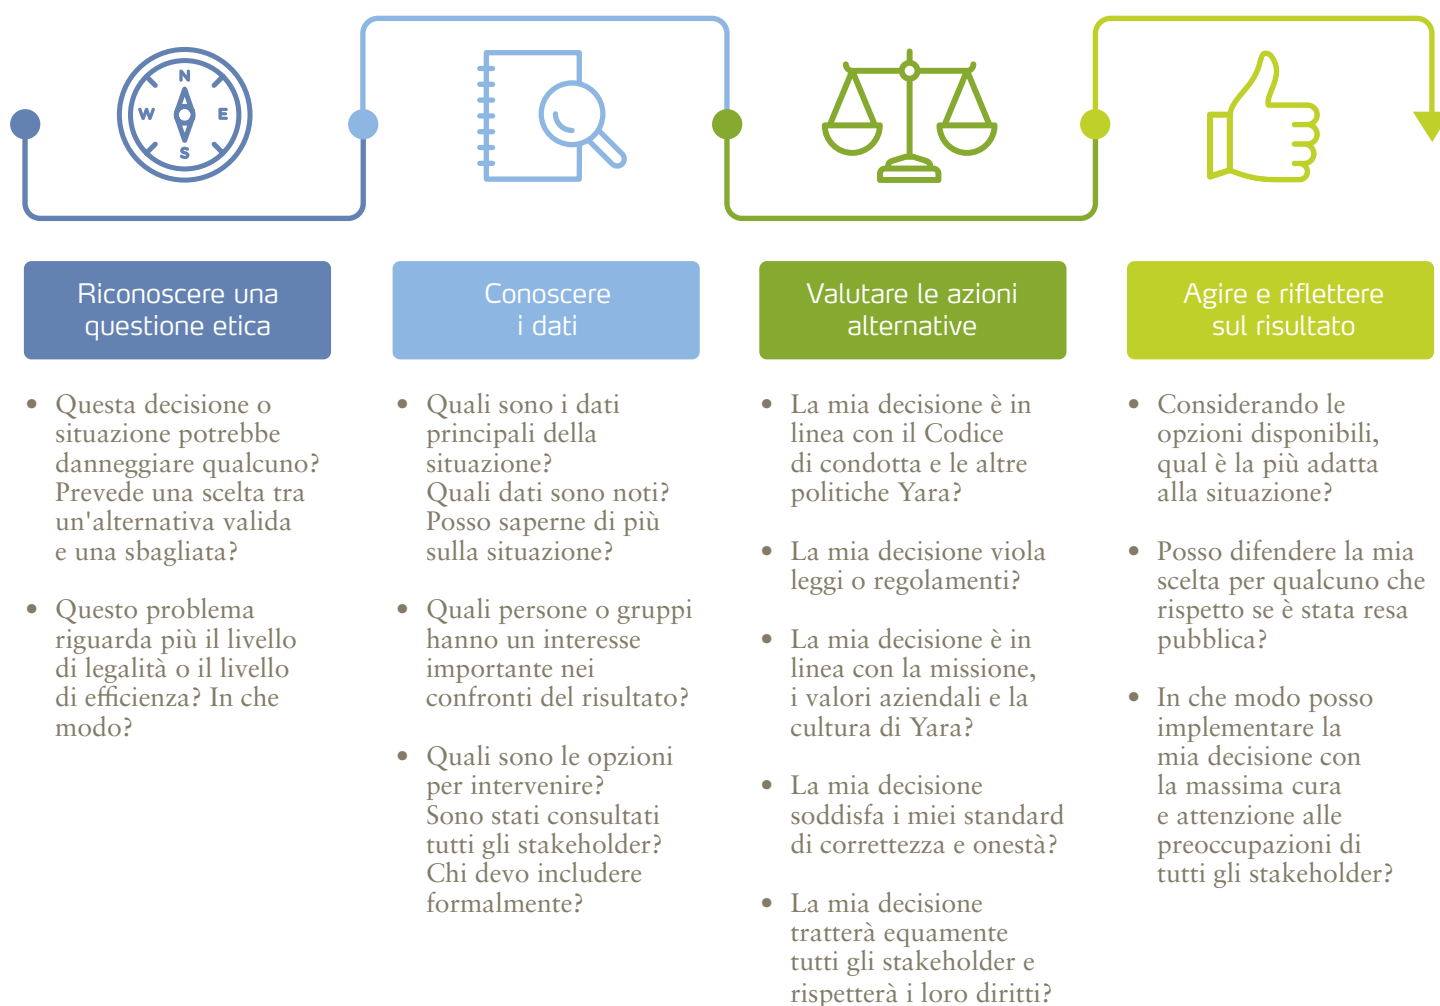 N
W
E
S
Riconoscere una
questione etica
• Questa decisione o
situazione potrebbe
danneggiare qualcuno?
Prevede una scelta tra
un'alternativa valida
e una sbagliata?
• Questo problema
riguarda più il livello
di legalità o il livello
di efficienza? In che
modo?
Conoscere
i dati
• Quali sono i dati
principali della
situazione?
Quali dati sono noti?
Posso saperne di più
sulla situazione?
• Quali persone o gruppi
hanno un interesse
importante nei
confronti del risultato?
• Quali sono le opzioni
per intervenire?
Sono stati consultati
tutti gli stakeholder?
Chi devo includere
formalmente?
Valutare le azioni
alternative
• La mia decisione è in
linea con il Codice
di condotta e le altre
politiche Yara?
• La mia decisione viola
leggi o regolamenti?
• La mia decisione è in
linea con la missione,
i valori aziendali e la
cultura di Yara?
• La mia decisione
soddisfa i miei standard
di correttezza e onestà?
• La mia decisione
tratterà equamente
tutti gli stakeholder e
rispetterà i loro diritti?
Agire e riflettere
sul risultato
• Considerando le
opzioni disponibili,
qual è la più adatta
alla situazione?
• Posso difendere la mia
scelta per qualcuno che
rispetto se è stata resa
pubblica?
• In che modo posso
implementare la
mia decisione con
la massima cura
e attenzione alle
preoccupazioni di
tutti gli stakeholder?